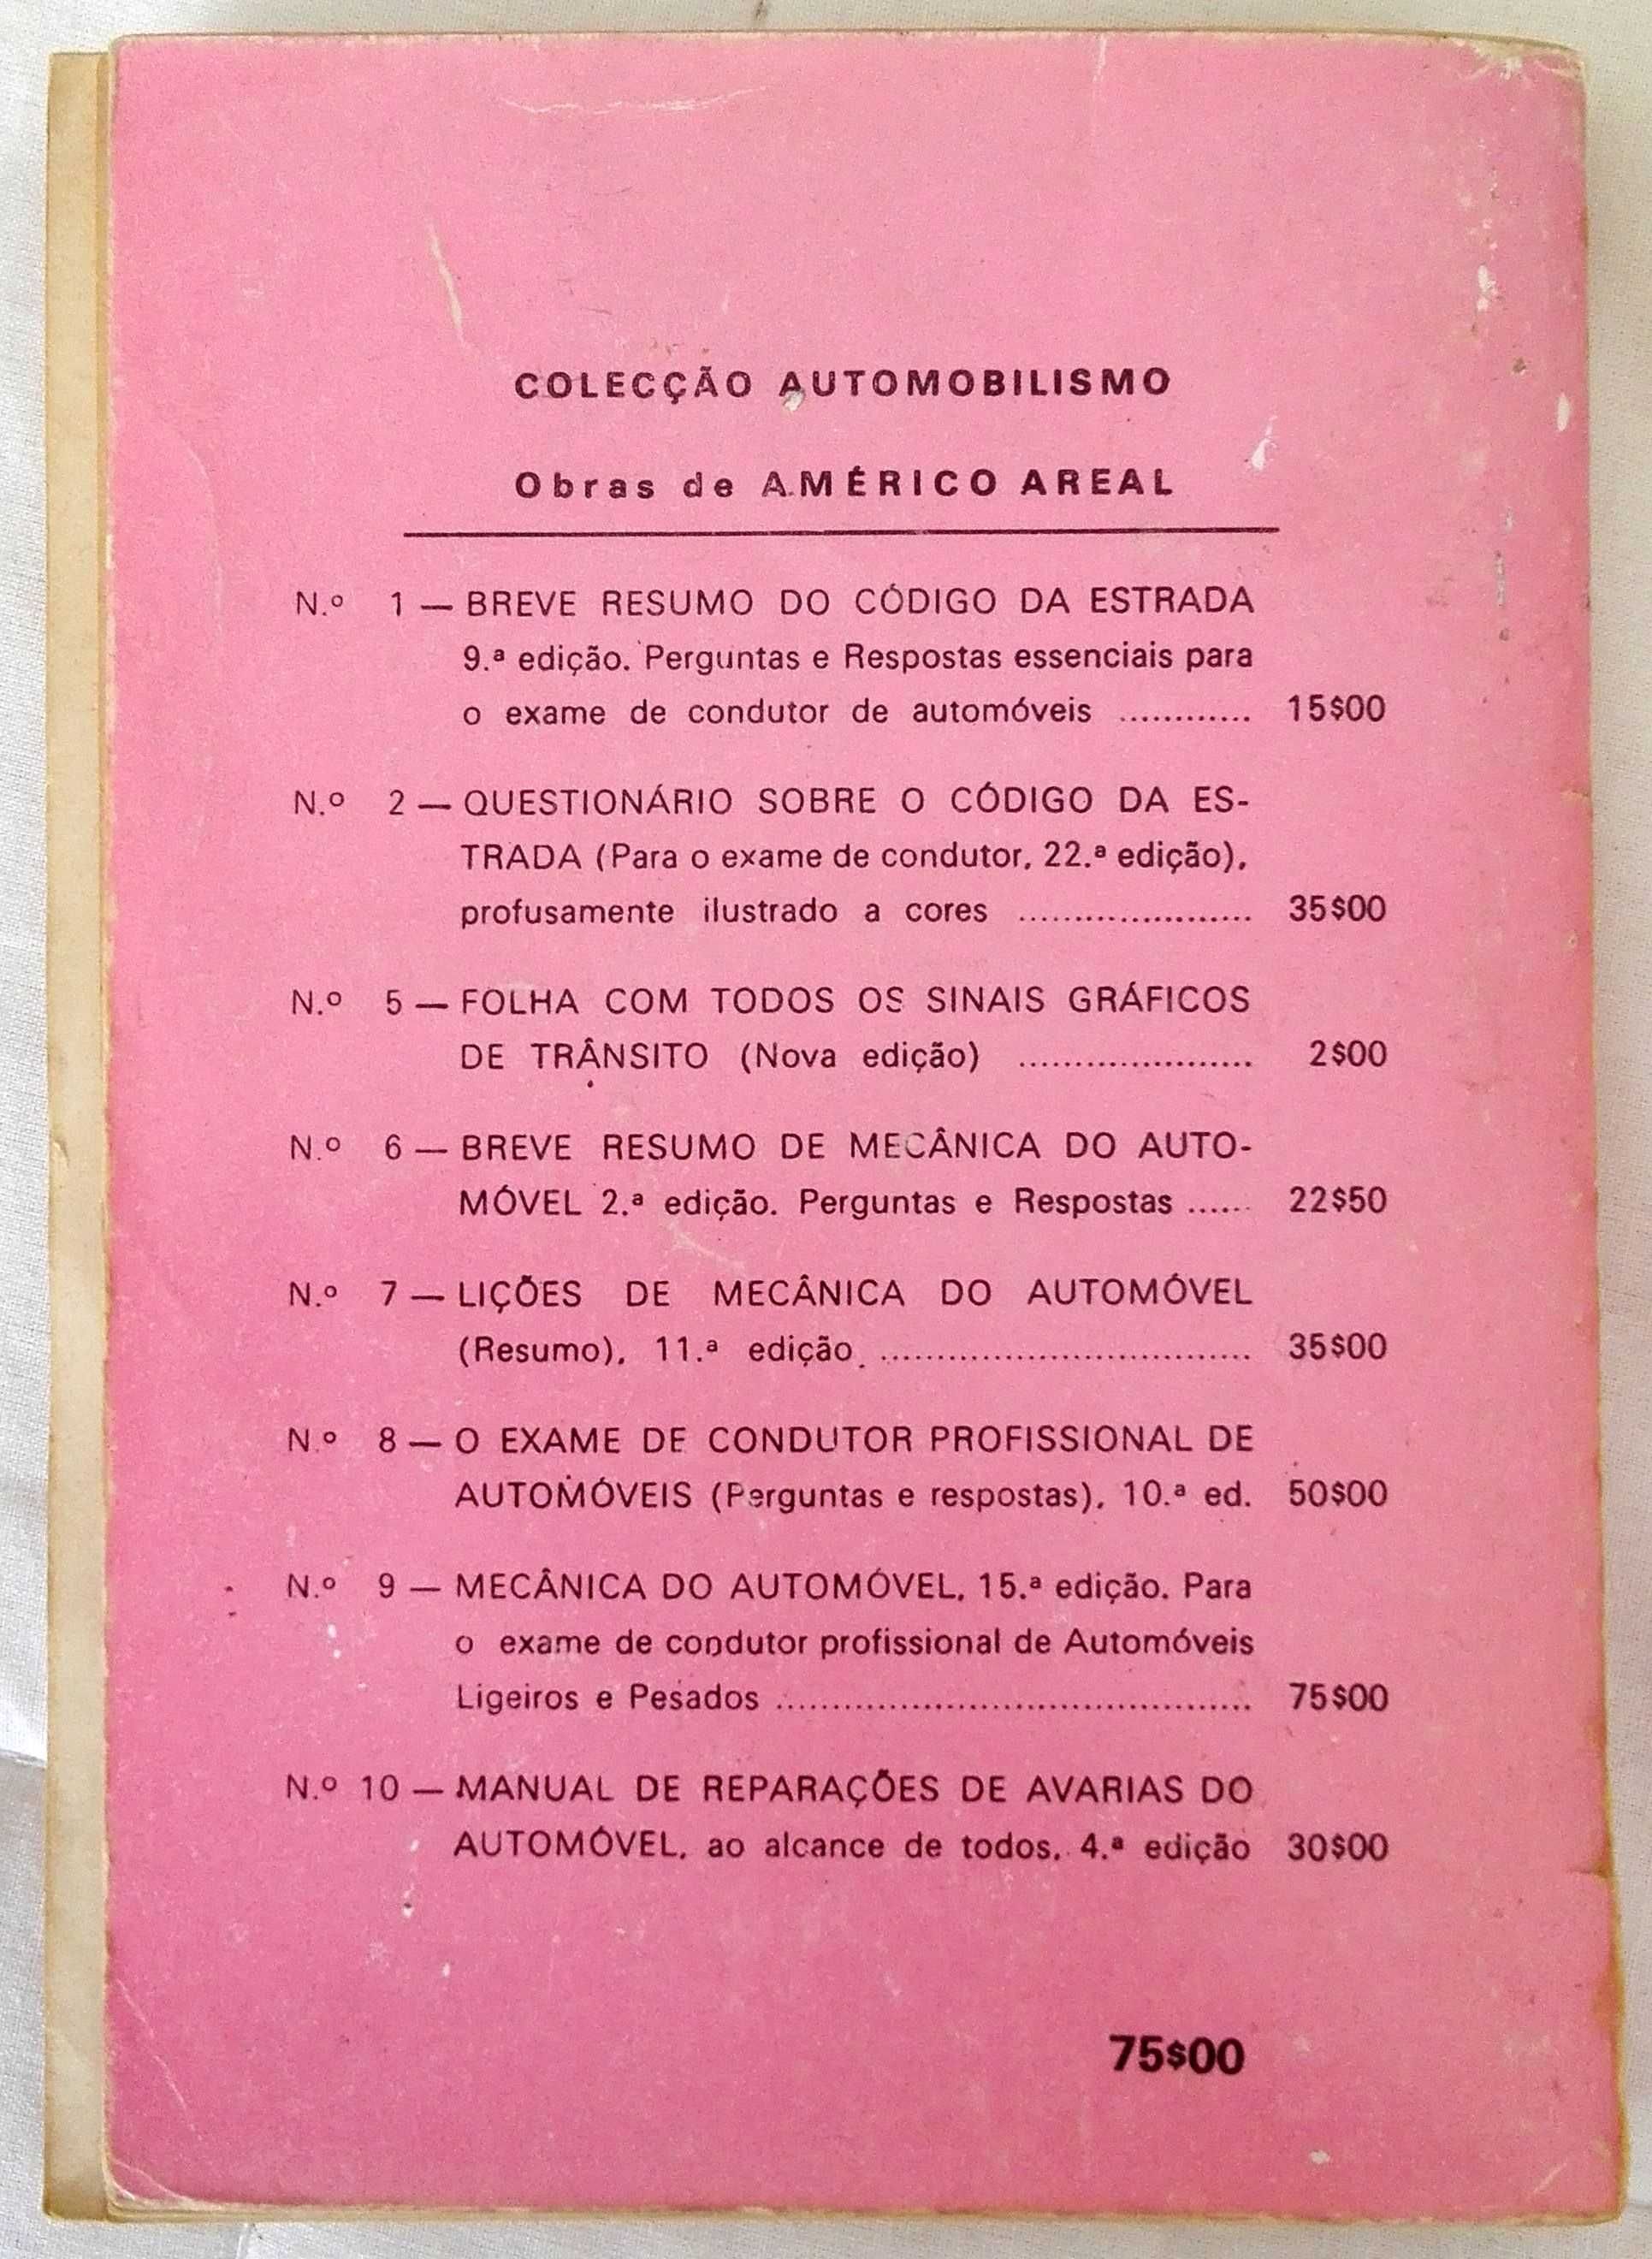 COLECÇÃO AUTOMOBILISMO
Obras de AMÉRICO AREAL
N.º 1 — BREVE RESUMO DO CÓDIGO DA ESTRADA
9.ª edição. Perguntas e Respostas essenciais para
o exame de condutor de automóveis ............ 15$00
N.º 2 — QUESTIONÁRIO SOBRE O CÓDIGO DA ES-
TRADA (Para o exame de condutor, 22.ª edição),
profusamente ilustrado a cores ..................... 35$00
N.º 5 — FOLHA COM TODOS OS SINAIS GRÁFICOS
DE TRÂNSITO (Nova edição) ..................... 2$00
N.º 6 — BREVE RESUMO DE MECÂNICA DO AUTO-
MÓVEL 2.ª edição. Perguntas e Respostas ...... 22$50
N.º 7 — LIÇÕES DE MECÂNICA DO AUTOMÓVEL
(Resumo), 11.ª edição ................................. 35$00
N.º 8 — O EXAME DE CONDUTOR PROFISSIONAL DE
AUTOMÓVEIS (Perguntas e respostas), 10.ª ed. 50$00
N.º 9 — MECÂNICA DO AUTOMÓVEL, 15.ª edição. Para
o exame de condutor profissional de Automóveis
Ligeiros e Pesados .......................................... 75$00
N.º 10 — MANUAL DE REPARAÇÕES DE AVARIAS DO
AUTOMÓVEL, ao alcance de todos, 4.ª edição 30$00
75$00